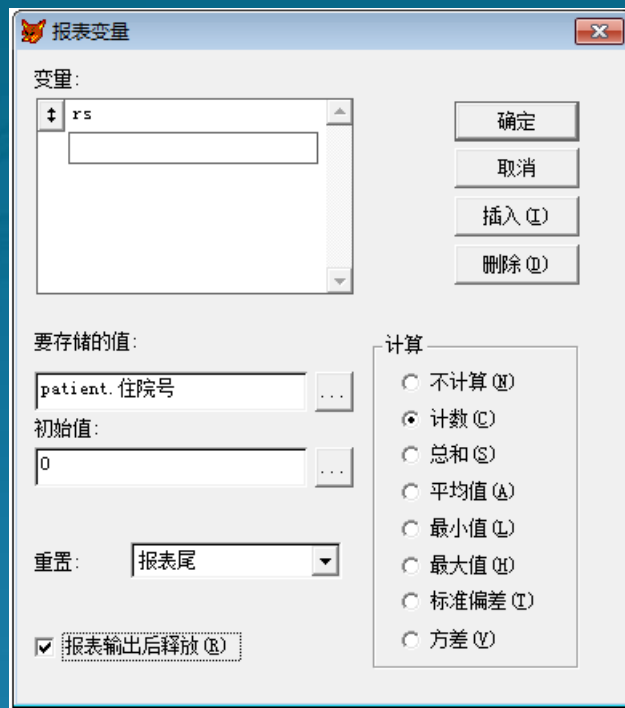 报表变量
变量:
rs
确定
取消
插入(I)
删除(D)
要存储的值:
patient.住院号
...
初始值:
0
...
重置:
报表尾
报表输出后释放(R)
计算
不计算(N)
计数(C)
总和(S)
平均值(A)
最小值(L)
最大值(H)
标准偏差(T)
方差(V)